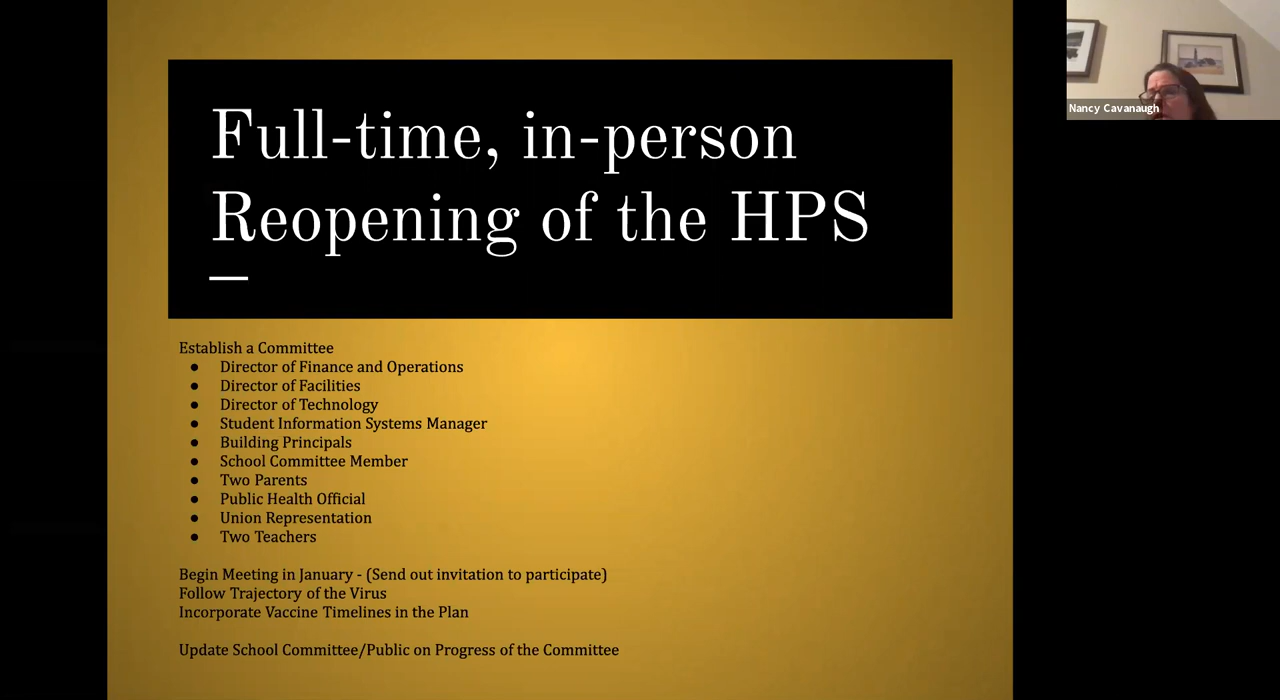 Full-time, in-person
Reopening of the HPS
Establish a Committee
● Director of Finance and Operations
● Director of Facilities
● Director of Technology
● Student Information Systems Manager
● Building Principals
● School Committee Member
● Two Parents
● Public Health Official
● Union Representation
● Two Teachers
Begin Meeting in January - (Send out invitation to participate)
Follow Trajectory of the Virus
Incorporate Vaccine Timelines in the Plan
Update School Committee/Public on Progress of the Committee
Nancy Cavanaugh